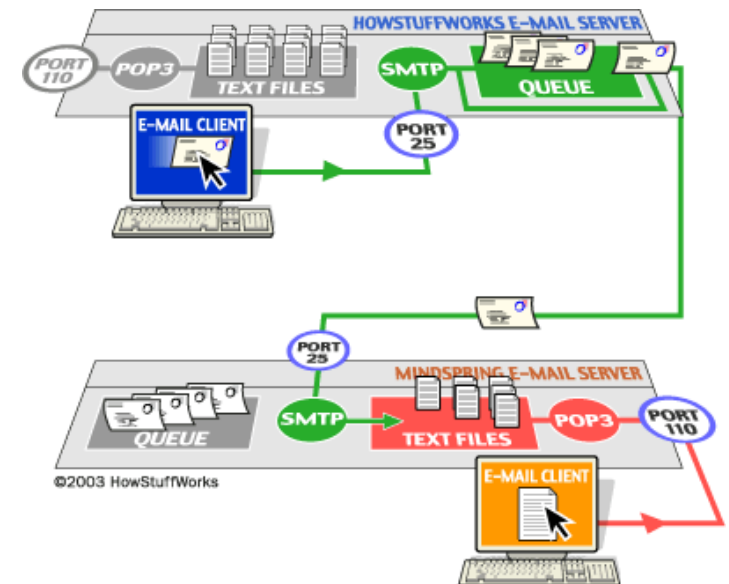 HOWSTUFFWORKS E-MAIL SERVER
PORT
110
POP3
TEXT FILES
SMTP
QUEUE
E-MAIL CLIENT
PORT
25
PORT
25
MINDSPRING E-MAIL SERVER
QUEUE
SMTP
TEXT FILES
POP3
PORT
110
©2003 HowStuffWorks
E-MAIL CLIENT